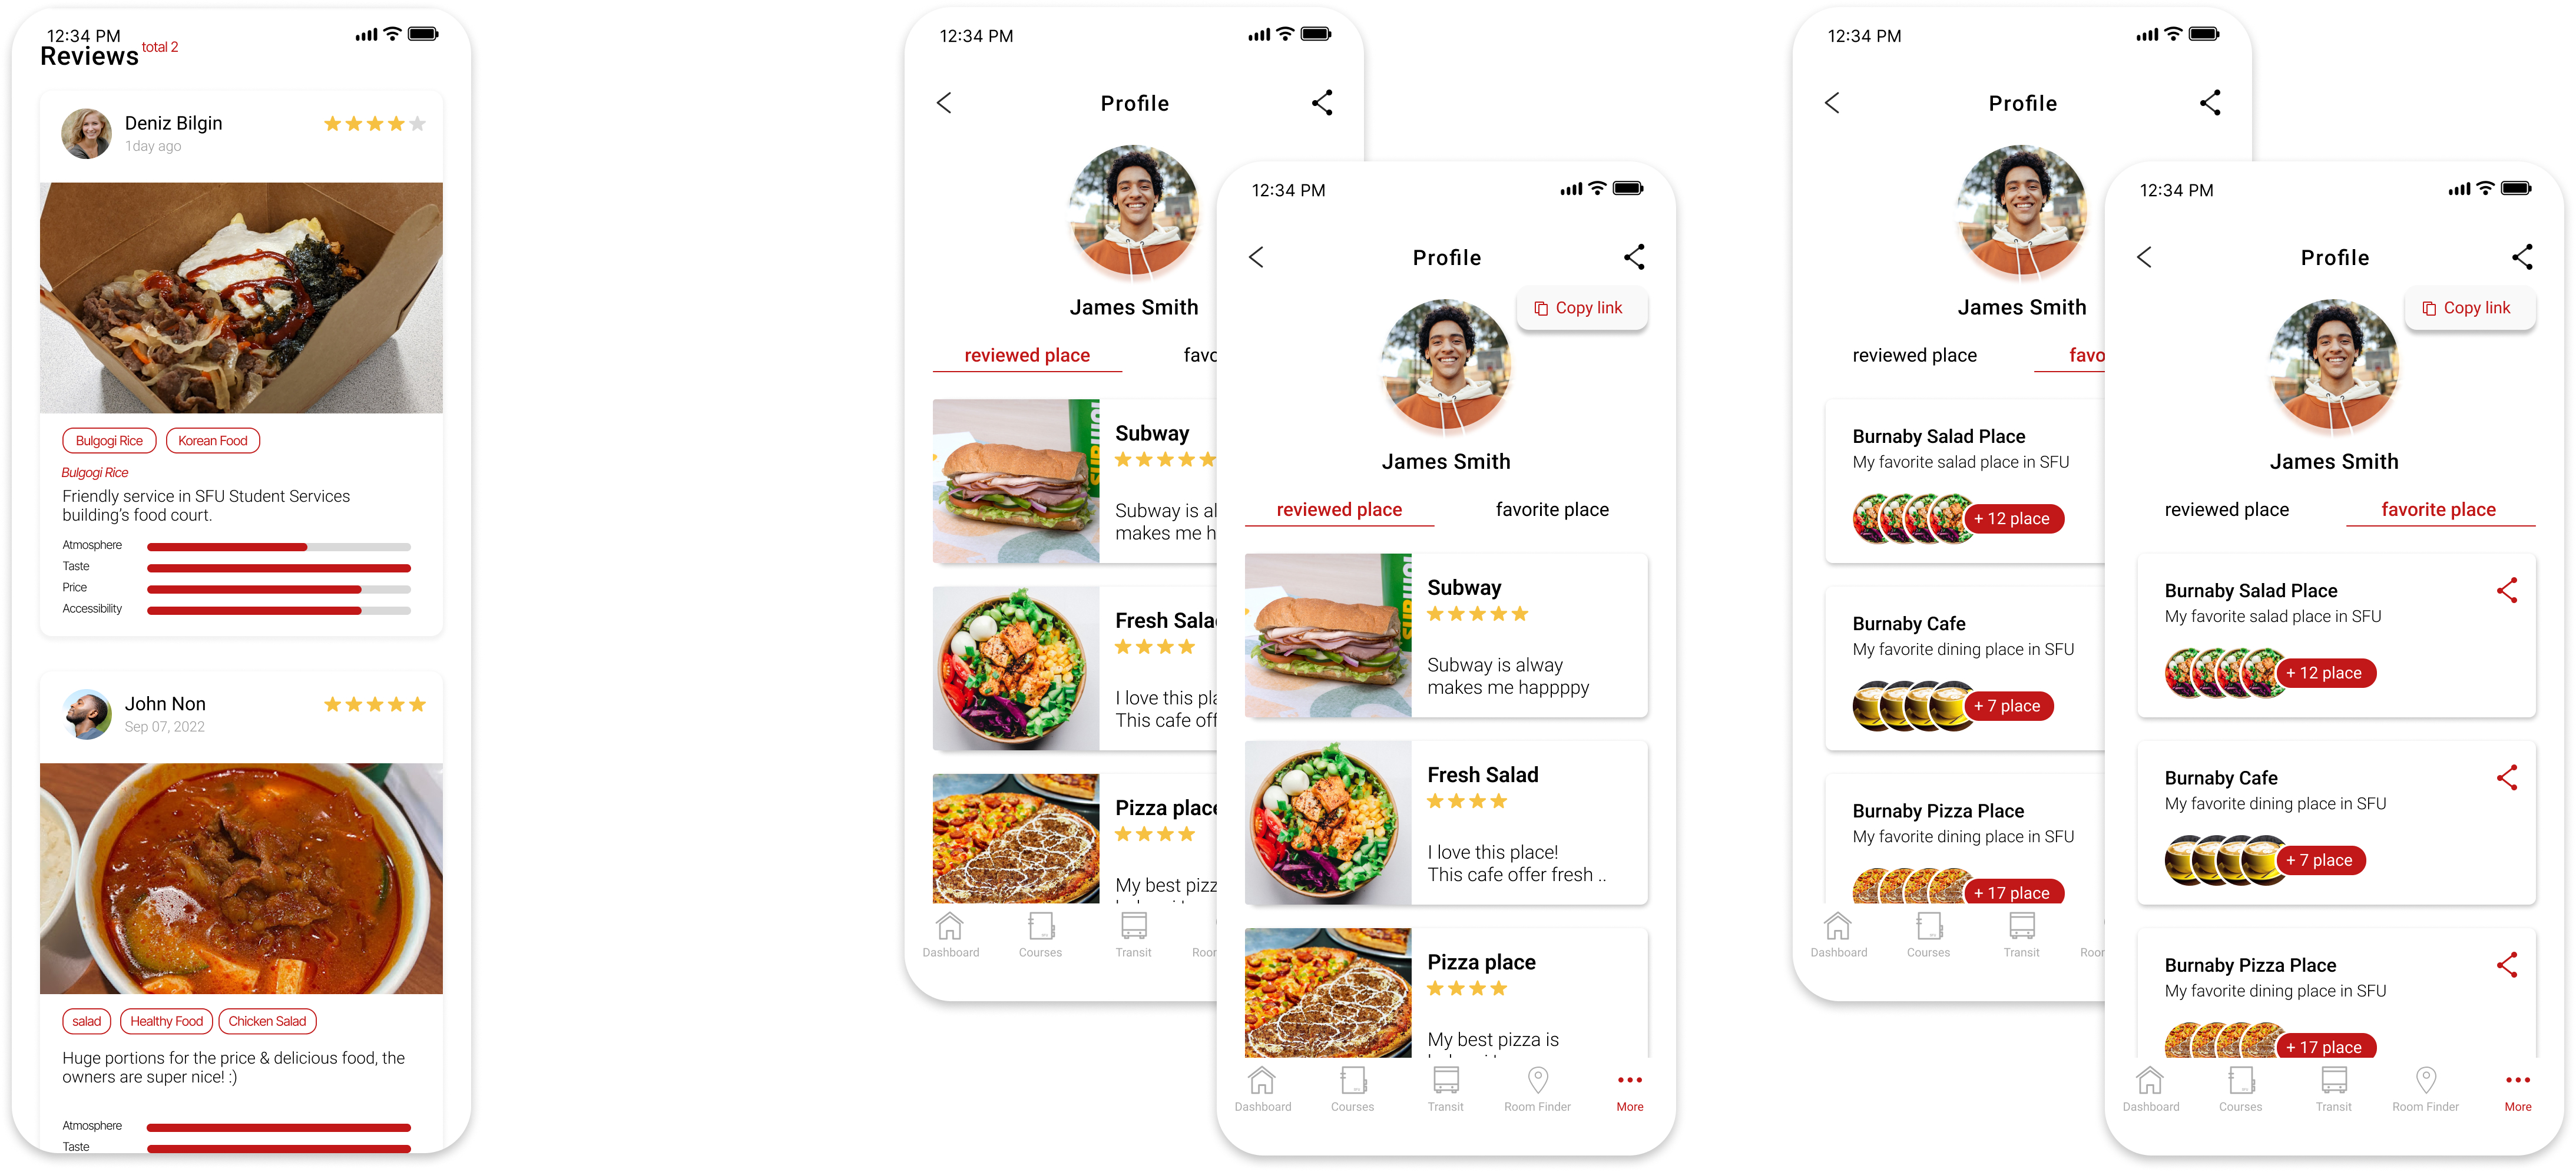 12:34 PM
Reviews total 2
Deniz Bilgin
1day ago
Bulgogi Rice
Korean Food
Bulgogi Rice
Friendly service in SFU Student Services
building's food court.
Atmosphere
Taste
Price
Accessibility
John Non
Sep 07, 2022
salad
Healthy Food
Chicken Salad
Huge portions for the price & delicious food, the
owners are super nice! :)
Atmosphere
Taste
12:34 PM
Profile
James Smith
reviewed place
favo
Subway
SUBWU
Subway is al
makes me h
Fresh Sala
I love this pla
This cafe off
Pizza place
My best pizz
Dashboard
Courses
Transit
Roor
12:34 PM
Profile
Copy link
James Smith
reviewed place
favorite place
Subway
Subway is alway
makes me happppy
Fresh Salad
I love this place!
This cafe offer fresh ..
Pizza place
My best pizza is
Dashboard
Courses
Transit
Room Finder
More
12:34 PM
Profile
James Smith
reviewed place
favo
Burnaby Salad Place
My favorite salad place in SFU
+ 12 place
Burnaby Cafe
My favorite dining place in SFU
+ 7 place
Burnaby Pizza Place
My favorite dining place in SFU
+ 17 place
Dashboard
Courses
Transit
Roor
12:34 PM
Profile
Copy link
James Smith
reviewed place
favorite place
Burnaby Salad Place
My favorite salad place in SFU
+ 12 place
Burnaby Cafe
My favorite dining place in SFU
+ 7 place
Burnaby Pizza Place
My favorite dining place in SFU
+ 17 place
Dashboard
Courses
Transit
Room Finder
More